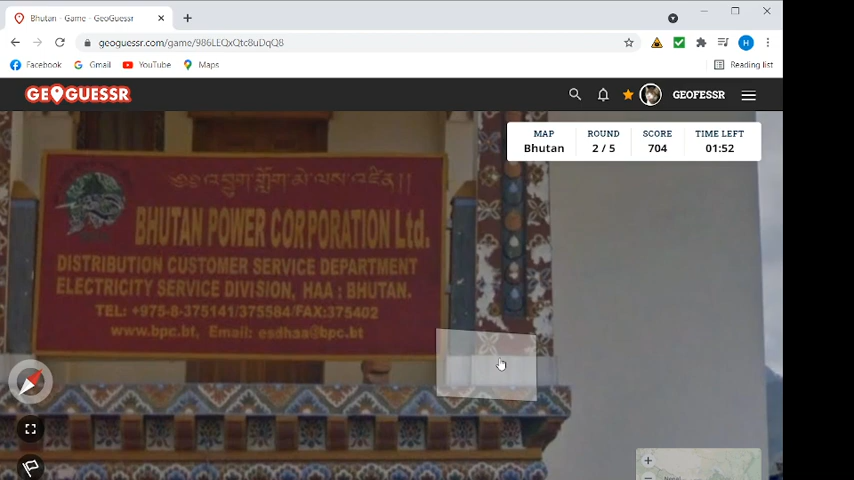 Bhutan - Game - GeoGuessr
geoguessr.com/game/986LEQxQtc8uDqQ8
Facebook
Gmail
YouTube
Maps
Reading list
GEOGUESSR
GEOFESSR
MAP
Bhutan
ROUND
2 / 5
SCORE
704
TIME LEFT
01:52
BHUTAN POWER CORPORATION Ltd.
DISTRIBUTION CUSTOMER SERVICE DEPARTMENT
ELECTRICITY SERVICE DIVISION, HAA : BHUTAN.
TEL: +975-8-375141/375584/FAX:375402
www.bpc.bt, Email: esdhaa@bpc.bt
H